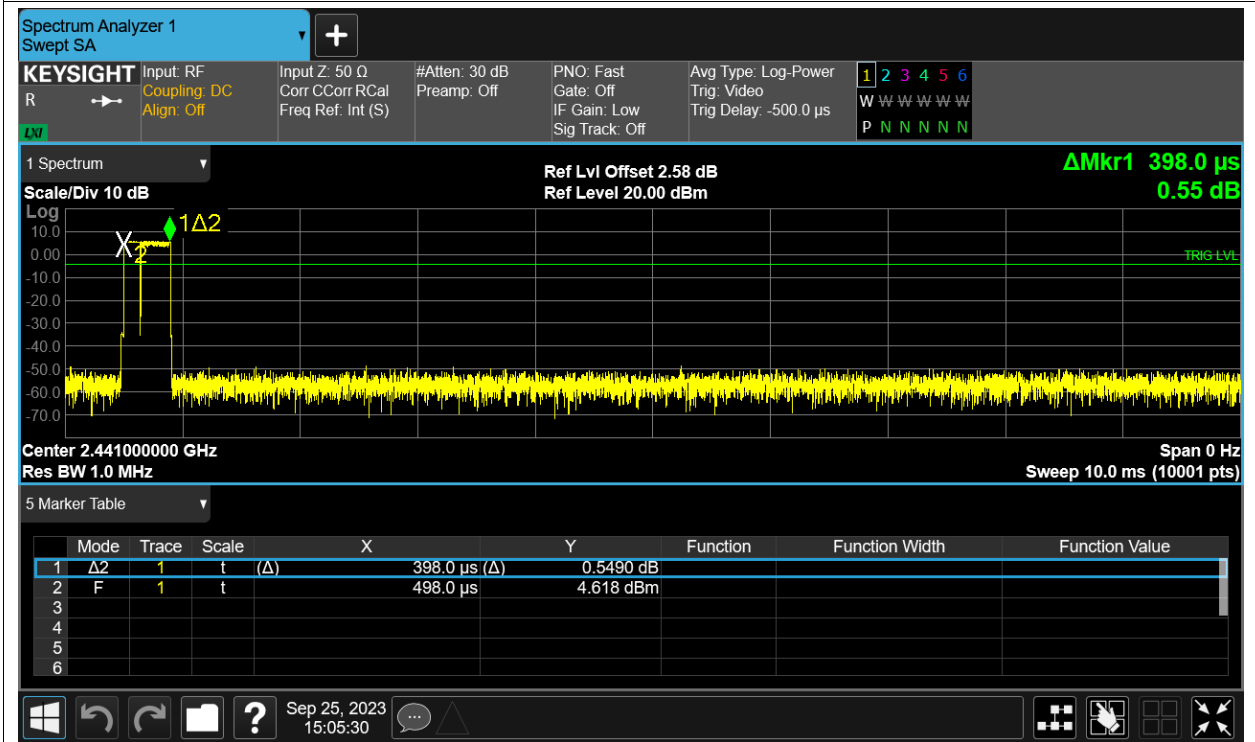 Spectrum Analyzer 1
Swept SA
+
KEYSIGHT Input: RF Input Z: 50 Ω #Atten: 30 dB PNO: Fast Avg Type: Log-Power 1 2 3 4 5 6
R Coupling: DC Corr CCorr RCal Preamp: Off Gate: Off Trig: Video W W W W W W
Align: Off Freq Ref: Int (S) IF Gain: Low Trig Delay: -500.0 µs
LXI Sig Track: Off P N N N N N
1 Spectrum Ref Lvl Offset 2.58 dB ΔMkr1 398.0 µs
Scale/Div 10 dB Ref Level 20.00 dBm 0.55 dB
Log
1Δ2
10.0
X2
0.00 TRIG LVL
-10.0
-20.0
-30.0
-40.0
-50.0
-60.0
-70.0
Center 2.441000000 GHz Span 0 Hz
Res BW 1.0 MHz Sweep 10.0 ms (10001 pts)
5 Marker Table
Mode Trace Scale X Y Function Function Width Function Value
1 Δ2 1 t (Δ) 398.0 µs (Δ) 0.5490 dB
2 F 1 t 498.0 µs 4.618 dBm
3
4
5
6
? Sep 25, 2023
15:05:30